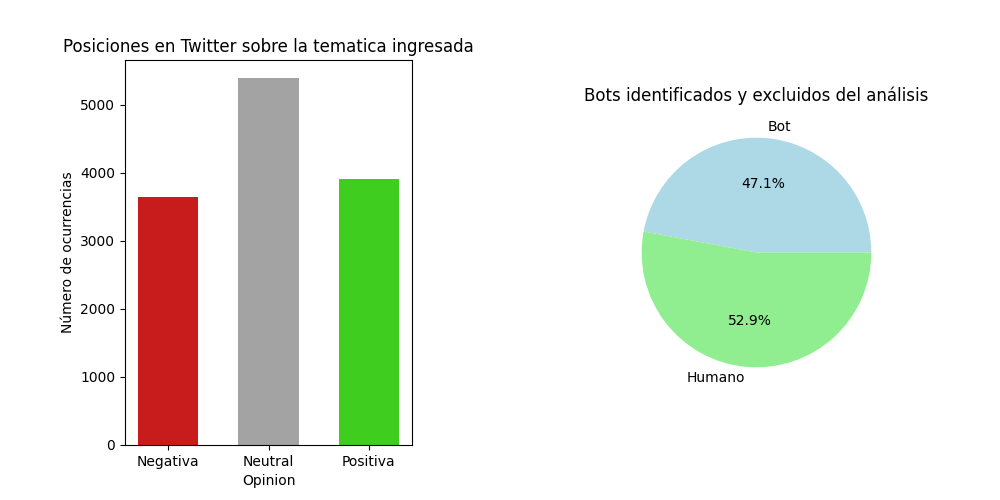 Posiciones en Twitter sobre la tematica ingresada
Número de ocurrencias
5000
4000
3000
2000
1000
0
Negativa
Neutral
Positiva
Opinion
Bots identificados y excluidos del análisis
Bot
47.1%
52.9%
Humano